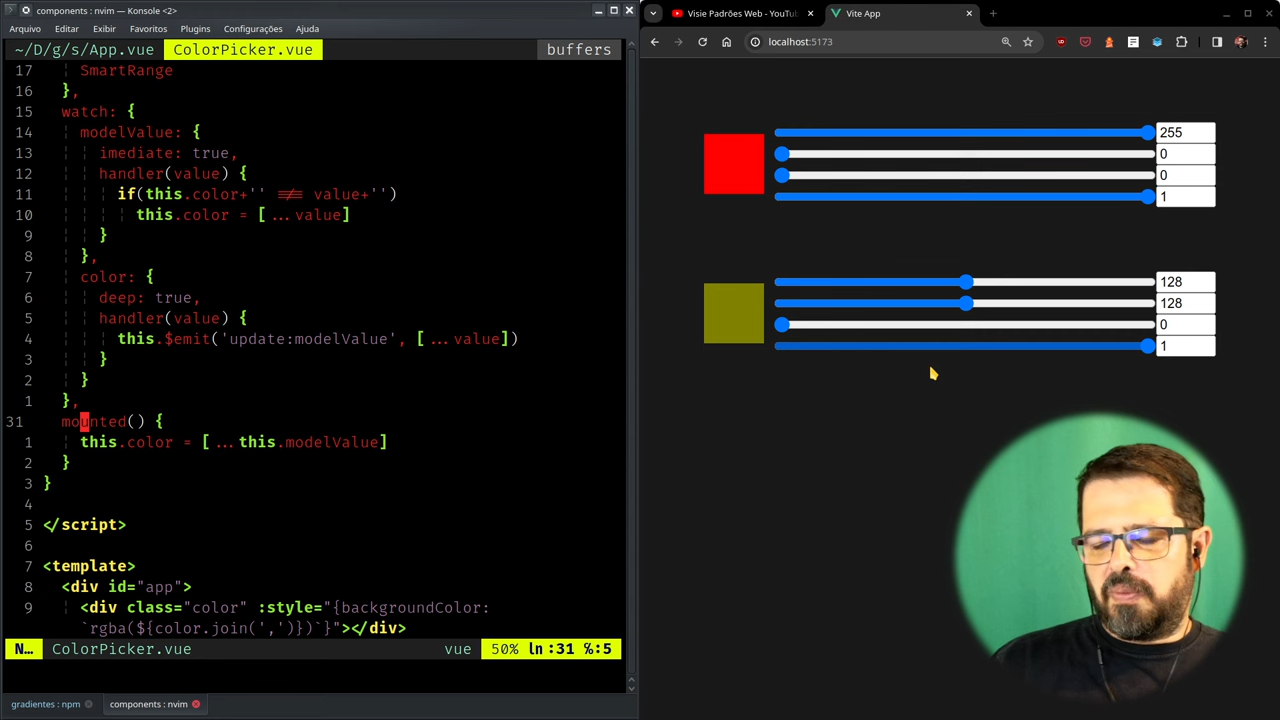 components : nvim — Konsole <2>
Arquivo Editar Exibir Favoritos Plugins Configurações Ajuda
~/D/g/s/App.vue ColorPicker.vue buffers
17 SmartRange
16 },
15 watch: {
14 modelValue: {
13 imediate: true,
12 handler(value) {
11 if(this.color+'' !== value+'')
10 this.color = [...value]
9 }
8 },
7 color: {
6 deep: true,
5 handler(value) {
4 this.$emit('update:modelValue', [...value])
3 }
2 }
1 },
31 mounted() {
1 this.color = [...this.modelValue]
2 }
3 }
4
5 </script>
6
7 <template>
8 <div id="app">
9 <div class="color" :style="{backgroundColor:
`rgba(${color.join(',')})`}"></div>
N... ColorPicker.vue vue 50% ln:31 %:5
gradientes : npm components : nvim
Visie Padrões Web - YouTu
Vite App
localhost:5173
255
0
0
1
128
128
0
1